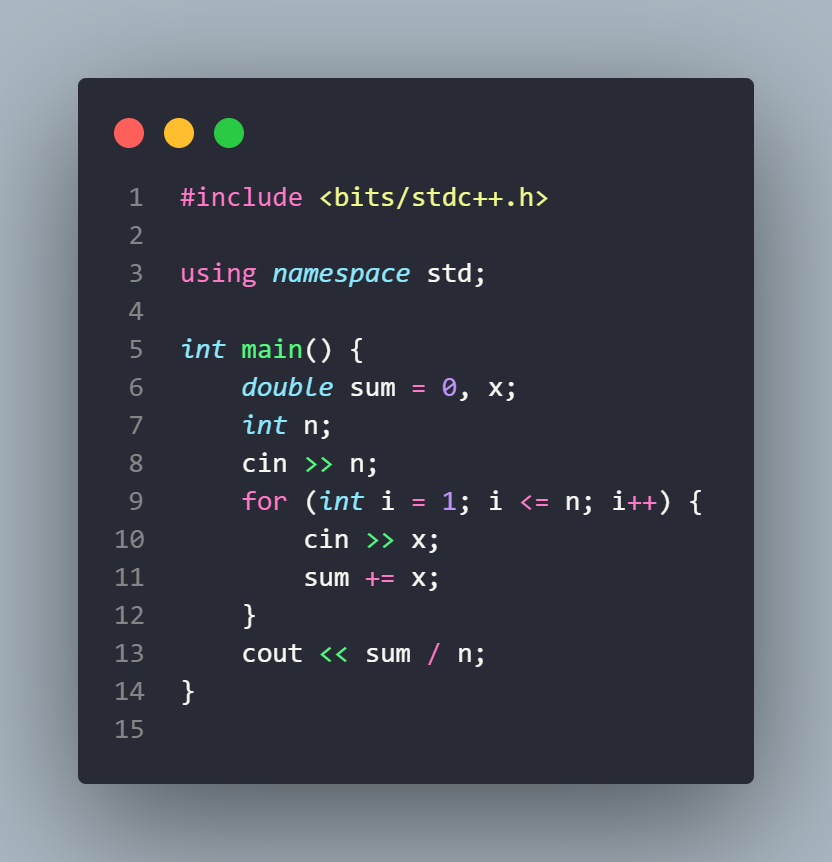 1 #include <bits/stdc++.h>
2
3 using namespace std;
4
5 int main() {
6     double sum = 0, x;
7     int n;
8     cin >> n;
9     for (int i = 1; i <= n; i++) {
10         cin >> x;
11         sum += x;
12     }
13     cout << sum / n;
14 }
15